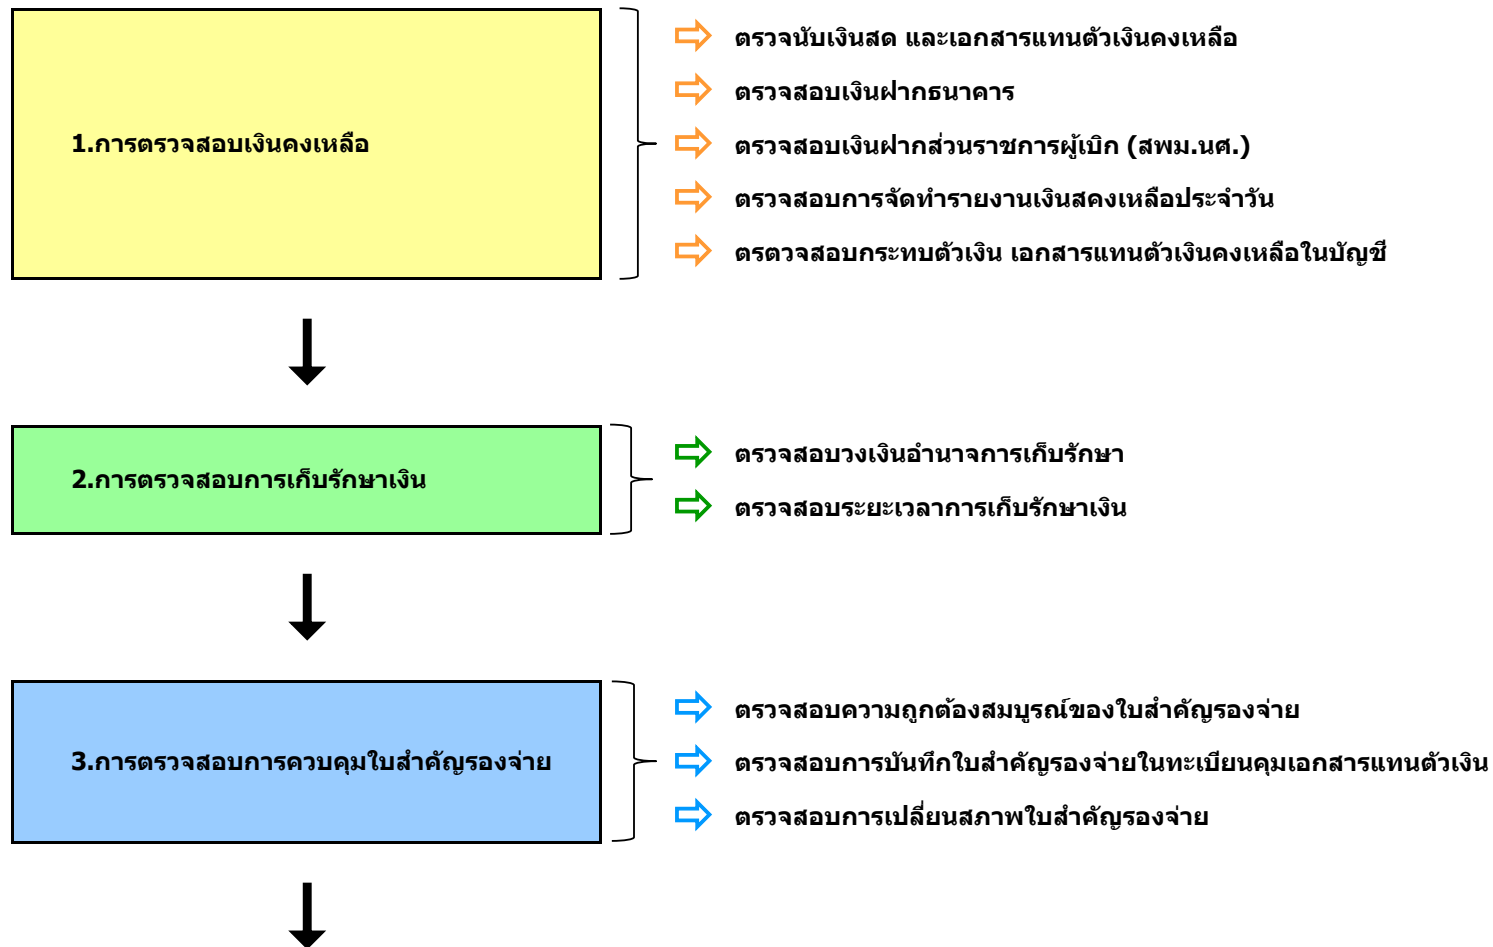 ตรวจนับเงินสด และเอกสารแทนตัวเงินคงเหลือ
ตรวจสอบเงินฝากธนาคาร
1.การตรวจสอบเงินคงเหลือ
ตรวจสอบเงินฝากส่วนราชการผู้เบิก (สพม.นศ.)
ตรวจสอบการจัดทำรายงานเงินสคงเหลือประจำวัน
ตรตวจสอบกระทบตัวเงิน เอกสารแทนตัวเงินคงเหลือในบัญชี
ตรวจสอบวงเงินอำนาจการเก็บรักษา
2.การตรวจสอบการเก็บรักษาเงิน
ตรวจสอบระยะเวลาการเก็บรักษาเงิน
ตรวจสอบความถูกต้องสมบูรณ์ของใบสำคัญรองจ่าย
3.การตรวจสอบการควบคุมใบสำคัญรองจ่าย
ตรวจสอบการบันทึกใบสำคัญรองจ่ายในทะเบียนคุมเอกสารแทนตัวเงิน
ตรวจสอบการเปลี่ยนสภาพใบสำคัญรองจ่าย